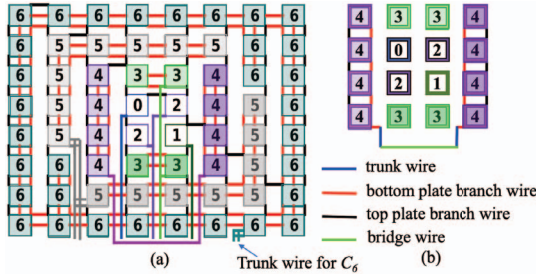 6 6 6 6 6 6 6 6
6 5 5 5 5 5 6 6
6 5 4 3 3 4 6 6
6 5 4 0 2 4 5 6
6 5 4 2 1 4 5 6
6 6 4 3 3 4 5 6
6 6 5 5 5 5 5 6
6 6 6 6 6 6 6 6
(a)
Trunk wire for C6
4 3 3 4
4 0 2 4
4 2 1 4
4 3 3 4
trunk wire
bottom plate branch wire
top plate branch wire
bridge wire
(b)